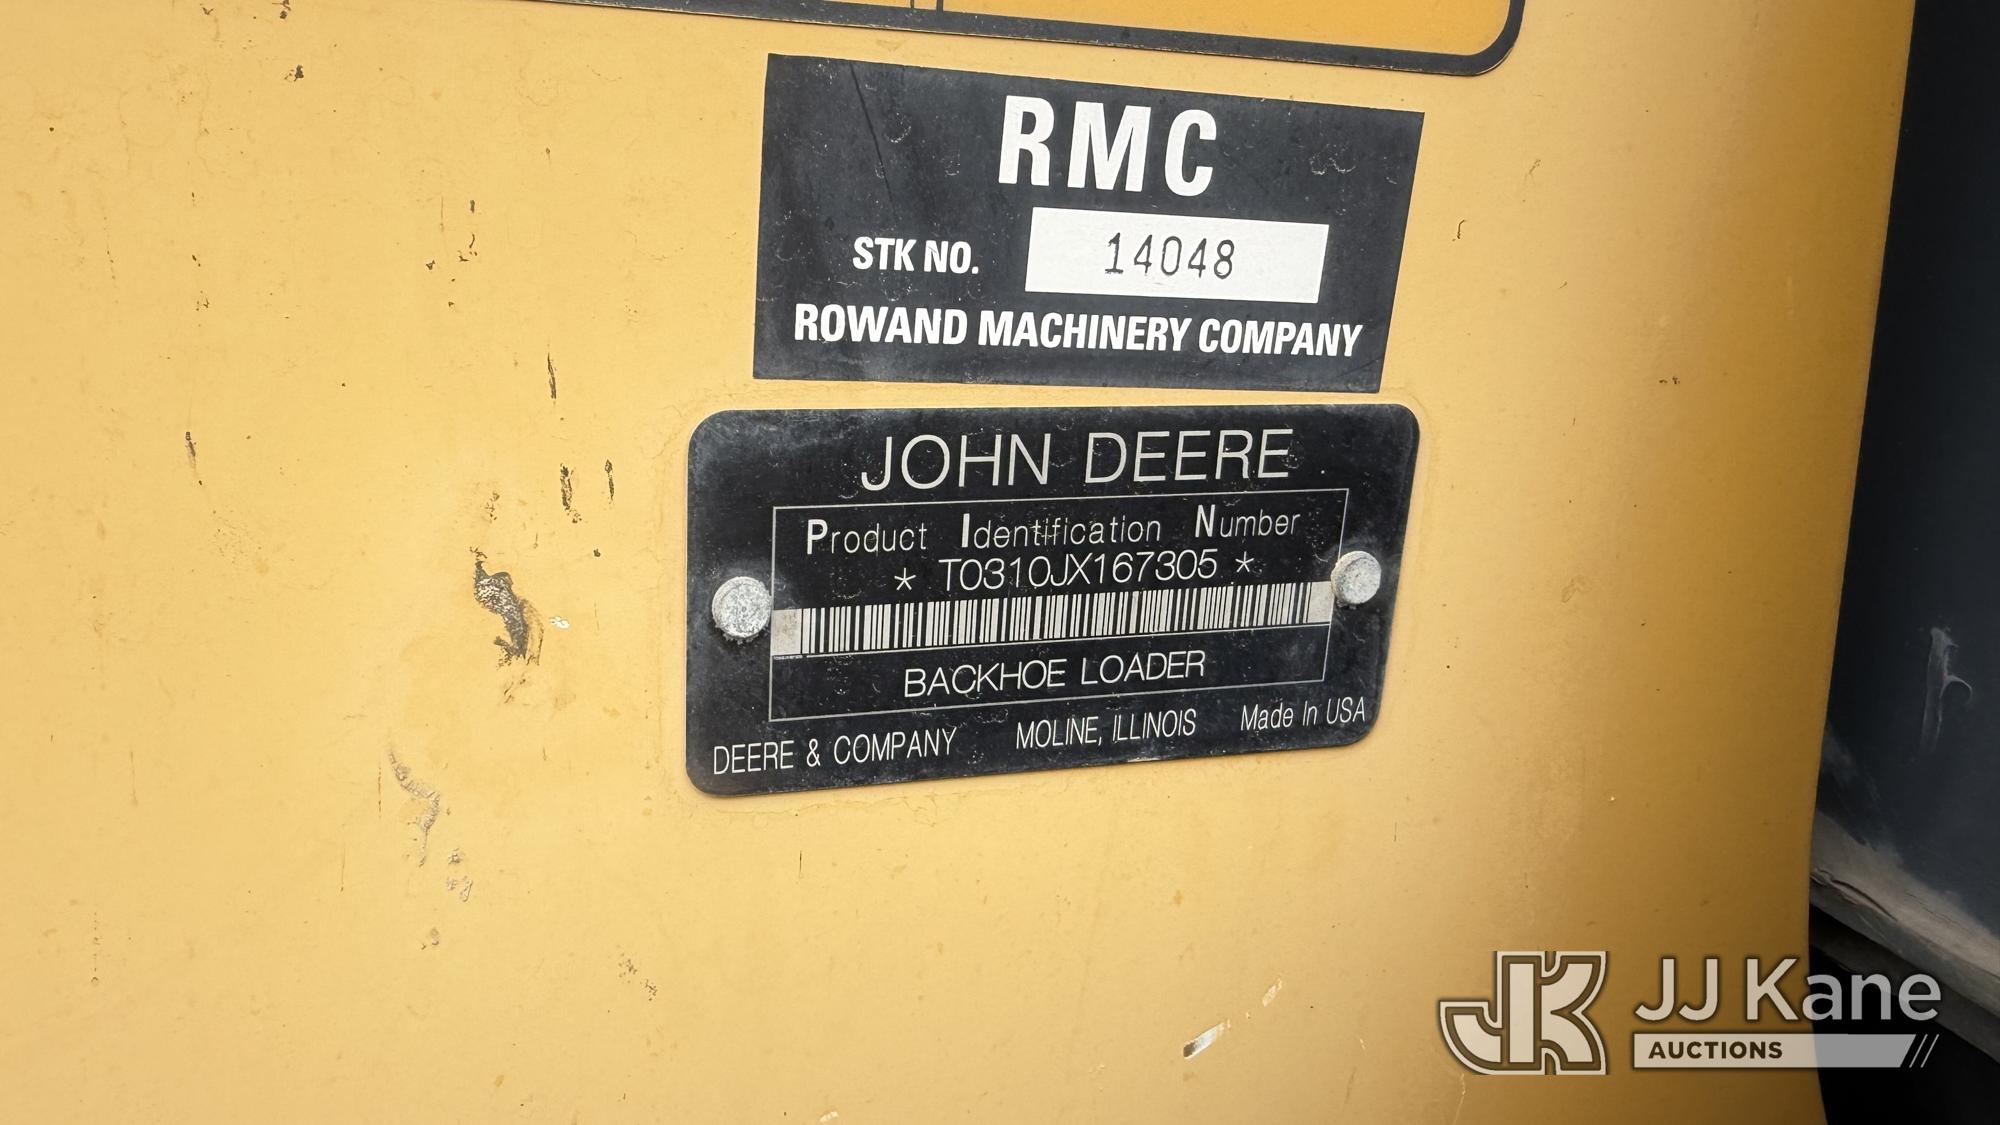 RMC
STK NO. 14048
ROWAND MACHINERY COMPANY
JOHN DEERE
Product Identification Number
* T0310JX167305 *
BACKHOE LOADER
DEERE & COMPANY MOLINE, ILLINOIS Made In USA
JK JJ Kane
AUCTIONS